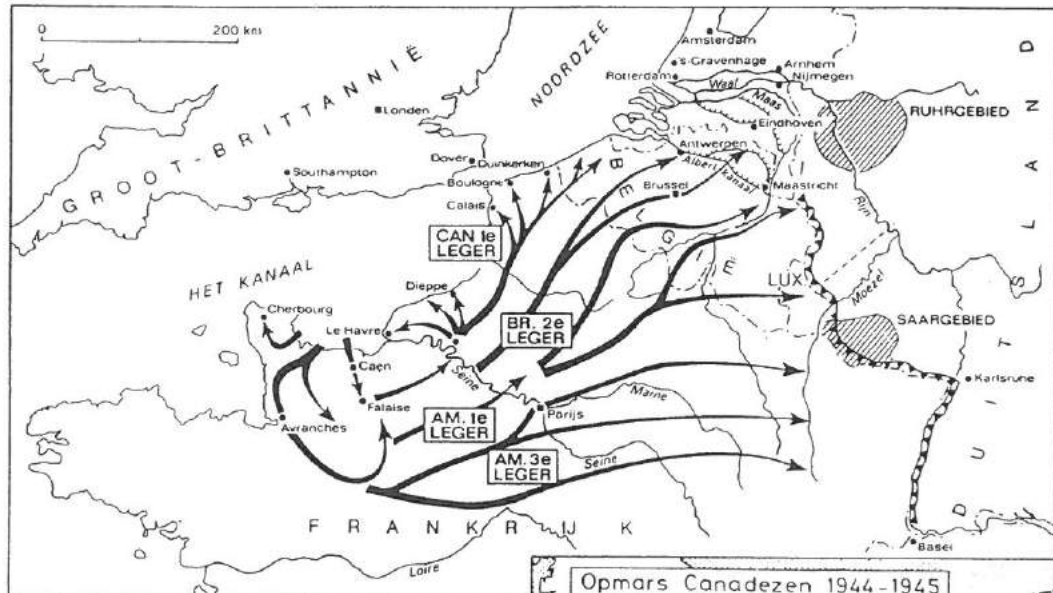 0
200 km
GROOT-BRITTANNIË
NOORDZEE
Amsterdam
's-Gravenhage
Rotterdam
Arnhem
Nijmegen
Waal
Maas
Eindhoven
RUHRGEBIED
DUITSLAND
Londen
Dover
Southampton
Duinkerken
Boulogne
Calais
Antwerpen
Albert kanaal
Brussel
Maastricht
Rijn
BELG
CAN 1e
LEGER
HET KANAAL
Dieppe
Cherbourg
Le Havre
Caen
Falaise
Avranches
Seine
BR. 2e
LEGER
LUX
Moezel
SAARGEBIED
Karlsruhe
AM. 1e
LEGER
Parijs
Marne
AM. 3e
LEGER
Seine
FRANKRIJK
Loire
Basel
Opmars Canadezen 1944-1945